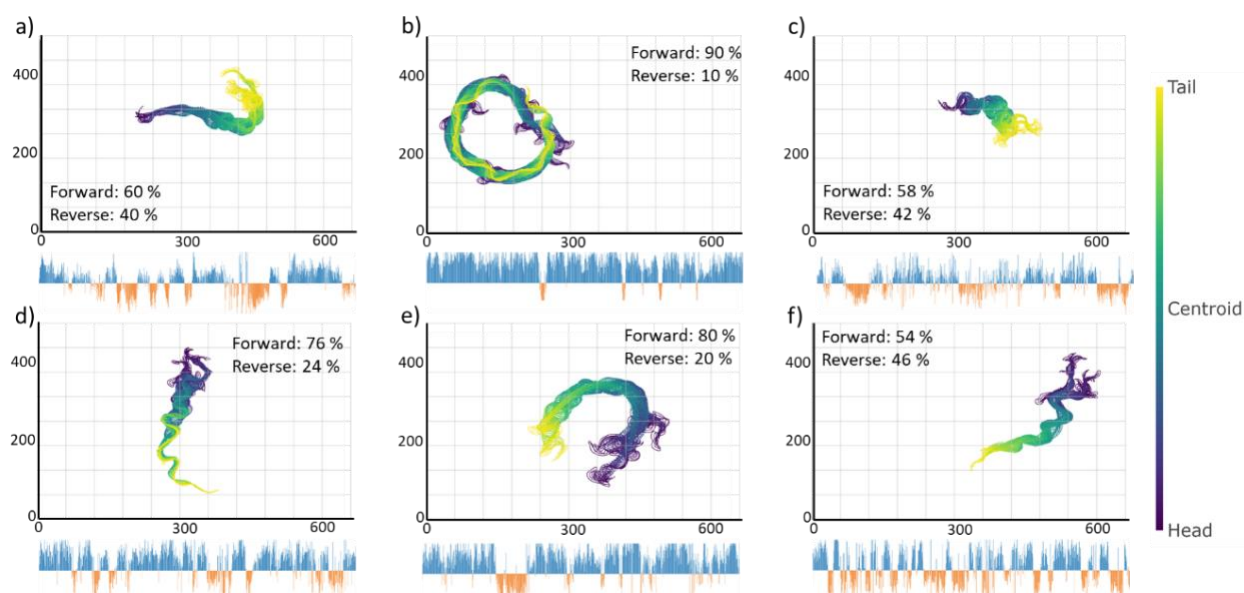 a)
400
200
0
Forward: 60 %
Reverse: 40 %
0 300 600
b)
400
200
0
Forward: 90 %
Reverse: 10 %
0 300 600
c)
400
200
0
Forward: 58 %
Reverse: 42 %
300 600
d)
400
200
0
Forward: 76 %
Reverse: 24 %
0 300 600
e)
400
200
0
Forward: 80 %
Reverse: 20 %
0 300 600
f)
400
200
0
Forward: 54 %
Reverse: 46 %
0 300 600
Tail
Centroid
Head